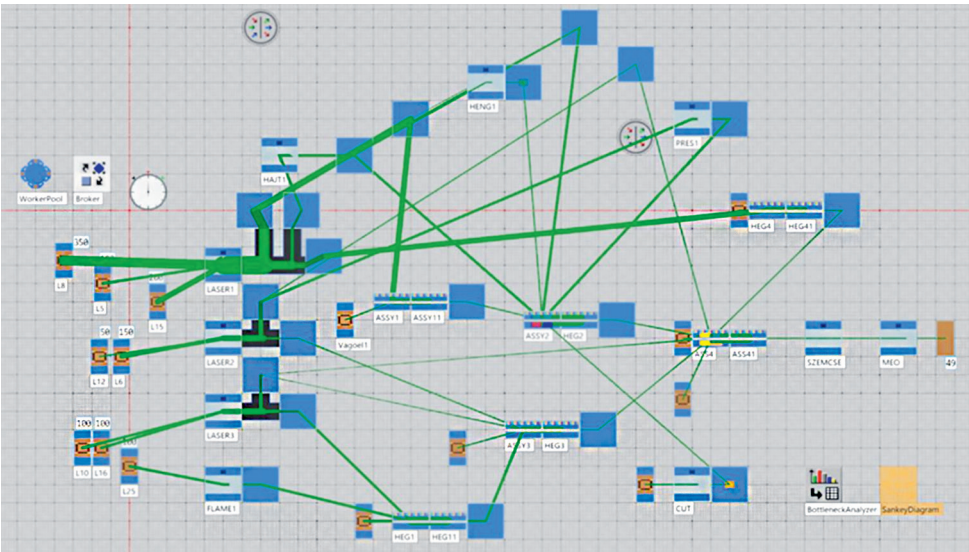 HENG1
PRES1
HAJT1
WorkerPool
Broker
HEG4
HEG41
350
L8
L5
LASER1
L15
ASSY1
ASSY11
Vagoel1
50
150
ASSY2
HEG2
ASS4
ASS41
SZEMCSE
MEO
49
L12
L6
LASER2
100
100
LASER3
ASSY3
HEG3
L10
L16
L25
FLAME1
CUT
BottleneckAnalyzer
SankeyDiagram
HEG1
HEG11